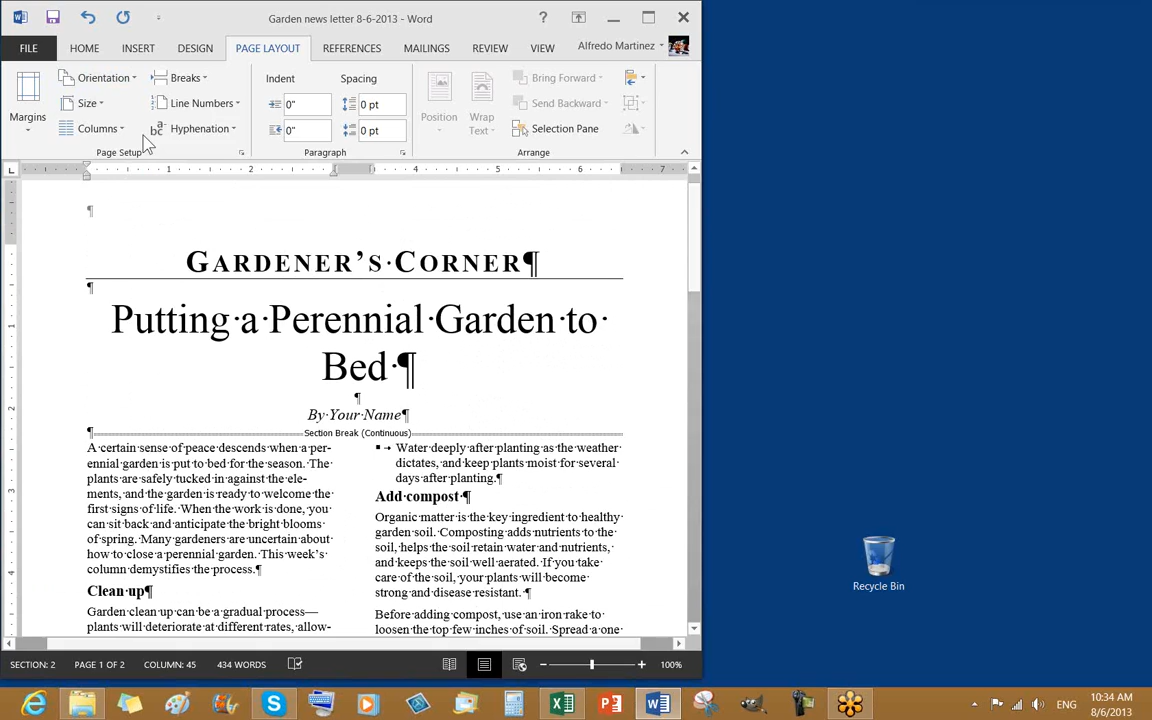 Garden news letter 8-6-2013 - Word
?
FILE HOME INSERT DESIGN PAGE LAYOUT REFERENCES MAILINGS REVIEW VIEW Alfredo Martinez
Orientation Breaks Indent Spacing Bring Forward
Size Line Numbers 0" 0 pt Send Backward
Margins Columns Hyphenation 0" 0 pt Position Wrap Text Selection Pane
Page Setup Paragraph Arrange
1 2 4 5 6 7
¶
GARDENER'S·CORNER¶
¶
Putting·a·Perennial·Garden·to·
Bed·¶
¶
By·Your·Name¶
¶ Section Break (Continuous)
A·certain·sense·of·peace·descends·when·a·per-
ennial·garden·is·put·to·bed·for·the·season.·The·
plants·are·safely·tucked·in·against·the·ele-
ments,·and·the·garden·is·ready·to·welcome·the·
first·signs·of·life.·When·the·work·is·done,·you·
can·sit·back·and·anticipate·the·bright·blooms·
of·spring.·Many·gardeners·are·uncertain·about·
how·to·close·a·perennial·garden.·This·week's·
column·demystifies·the·process.¶
Clean·up¶
Garden·clean·up·can·be·a·gradual·process—
plants·will·deteriorate·at·different·rates,·allow-
▪→Water·deeply·after·planting·as·the·weather·
dictates,·and·keep·plants·moist·for·several·
days·after·planting.¶
Add·compost·¶
Organic·matter·is·the·key·ingredient·to·healthy·
garden·soil.·Composting·adds·nutrients·to·the·
soil,·helps·the·soil·retain·water·and·nutrients,·
and·keeps·the·soil·well·aerated.·If·you·take·
care·of·the·soil,·your·plants·will·become·
strong·and·disease·resistant.·¶
Before·adding·compost,·use·an·iron·rake·to·
loosen·the·top·few·inches·of·soil.·Spread·a·one·
SECTION: 2 PAGE 1 OF 2 COLUMN: 45 434 WORDS 100%
Recycle Bin
ENG 10:34 AM
8/6/2013